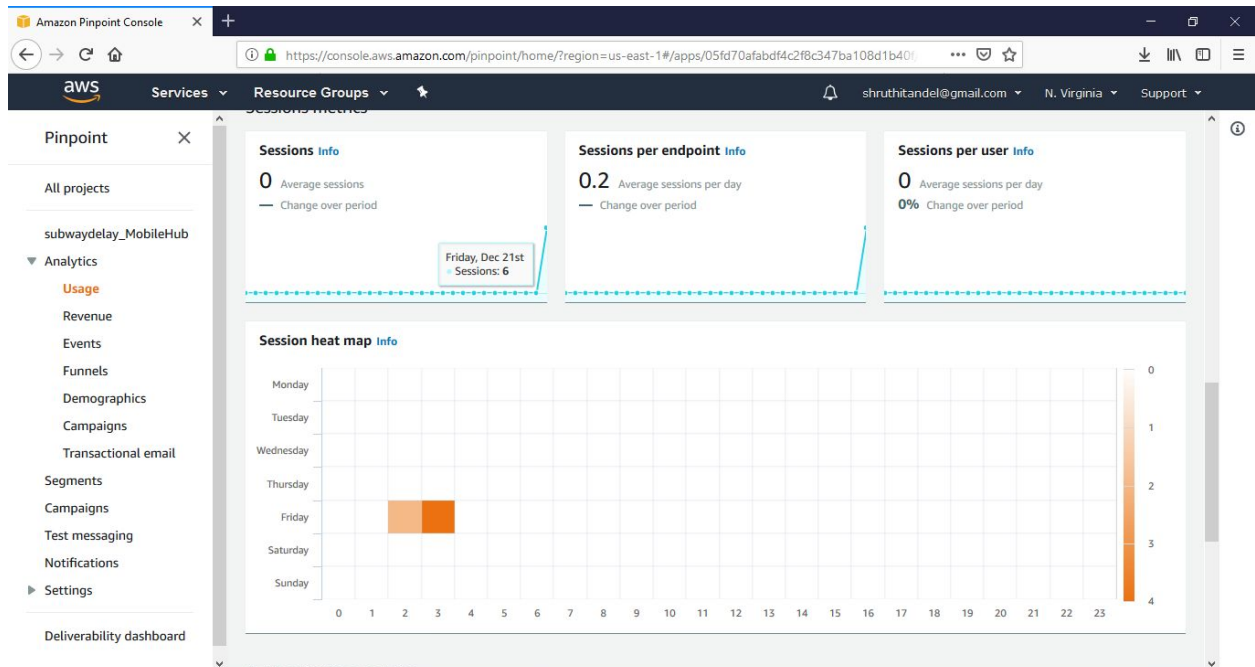 Amazon Pinpoint Console
https://console.aws.amazon.com/pinpoint/home/?region=us-east-1#/apps/05fd70afabdf4c2f8c347ba108d1b40f/
aws Services Resource Groups shruthitandel@gmail.com N. Virginia Support
Pinpoint
All projects
subwaydelay_MobileHub
Analytics
Usage
Revenue
Events
Funnels
Demographics
Campaigns
Transactional email
Segments
Campaigns
Test messaging
Notifications
Settings
Deliverability dashboard
Sessions metrics
Sessions Info
0 Average sessions
— Change over period
Friday, Dec 21st
Sessions: 6
Sessions per endpoint Info
0.2 Average sessions per day
— Change over period
Sessions per user Info
0 Average sessions per day
0% Change over period
Session heat map Info
Monday
Tuesday
Wednesday
Thursday
Friday
Saturday
Sunday
0 1 2 3 4 5 6 7 8 9 10 11 12 13 14 15 16 17 18 19 20 21 22 23
0
1
2
3
4